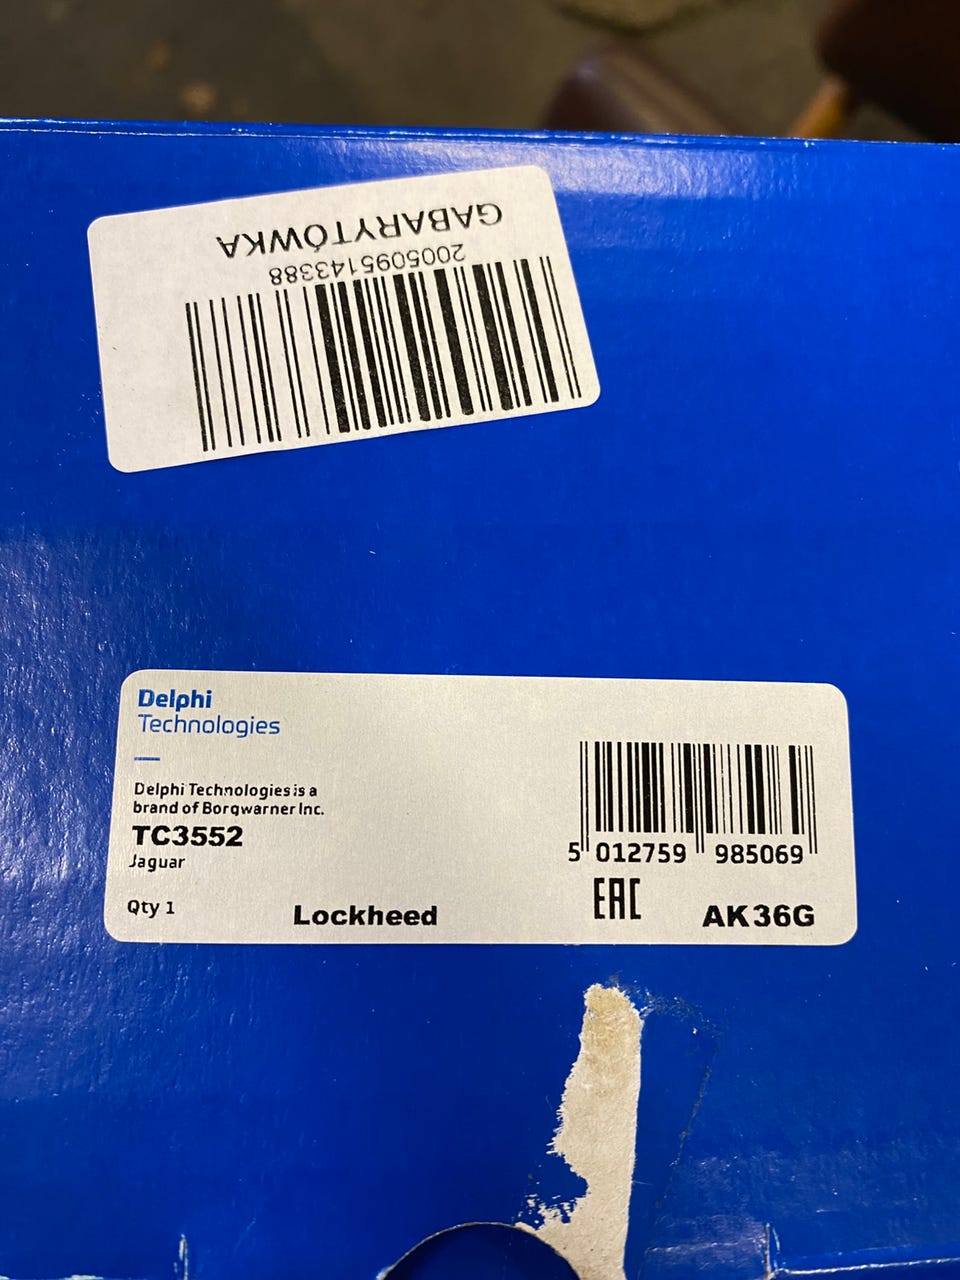 GABARYTÓWKA
2005095143388
Delphi
Technologies
Delphi Technologies is a
brand of Borgwarner Inc.
TC3552
Jaguar
Qty 1
Lockheed
5 012759 985069
EAC
AK36G